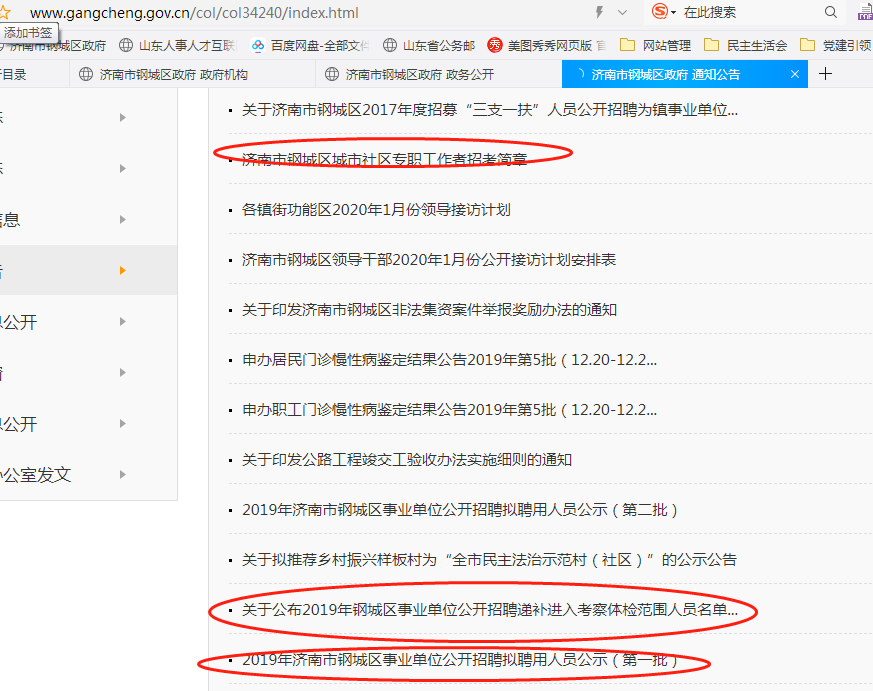 www.gangcheng.gov.cn/col/col34240/index.html
在此搜索
添加书签
济南市钢城区政府
山东人事人才互联
百度网盘-全部文件
山东省公务邮
秀
美图秀秀网页版
网站管理
民主生活会
党建引领
目录
济南市钢城区政府 政府机构
济南市钢城区政府 政务公开
济南市钢城区政府 通知公告
关于济南市钢城区2017年度招募“三支一扶”人员公开招聘为镇事业单位...
济南市钢城区城市社区专职工作者招考简章
各镇街功能区2020年1月份领导接访计划
信息
济南市钢城区领导干部2020年1月份公开接访计划安排表
告
关于印发济南市钢城区非法集资案件举报奖励办法的通知
公开
申办居民门诊慢性病鉴定结果公告2019年第5批（12.20-12.2...
申办职工门诊慢性病鉴定结果公告2019年第5批（12.20-12.2...
公开
关于印发公路工程竣交工验收办法实施细则的通知
办公室发文
2019年济南市钢城区事业单位公开招聘拟聘用人员公示（第二批）
关于拟推荐乡村振兴样板村为“全市民主法治示范村（社区）”的公示公告
关于公布2019年钢城区事业单位公开招聘递补进入考察体检范围人员名单...
2019年济南市钢城区事业单位公开招聘拟聘用人员公示（第一批）